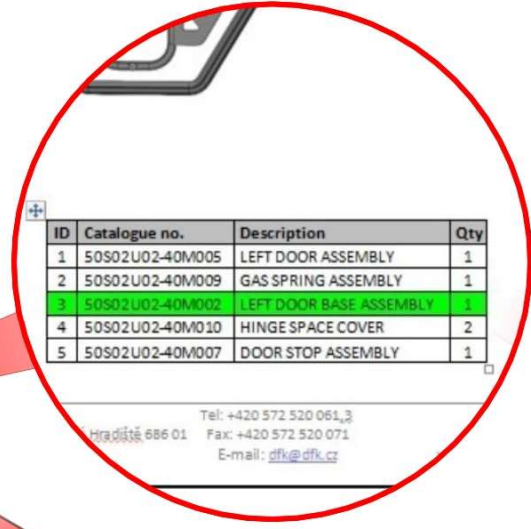 ID Catalogue no. Description Qty
1 50S02U02-40M005 LEFT DOOR ASSEMBLY 1
2 50S02U02-40M009 GAS SPRING ASSEMBLY 1
3 50S02U02-40M002 LEFT DOOR BASE ASSEMBLY 1
4 50S02U02-40M010 HINGE SPACE COVER 2
5 50S02U02-40M007 DOOR STOP ASSEMBLY 1
Tel: +420 572 520 061,3
Hradiště 686 01 Fax: +420 572 520 071
E-mail: dfk@dfk.cz